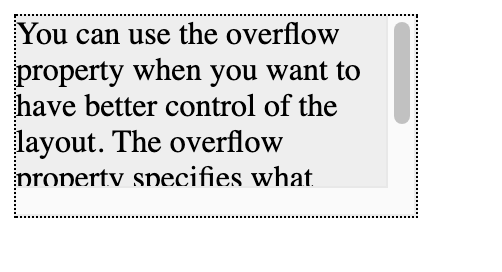 You can use the overflow
property when you want to
have better control of the
layout. The overflow
property specifies what